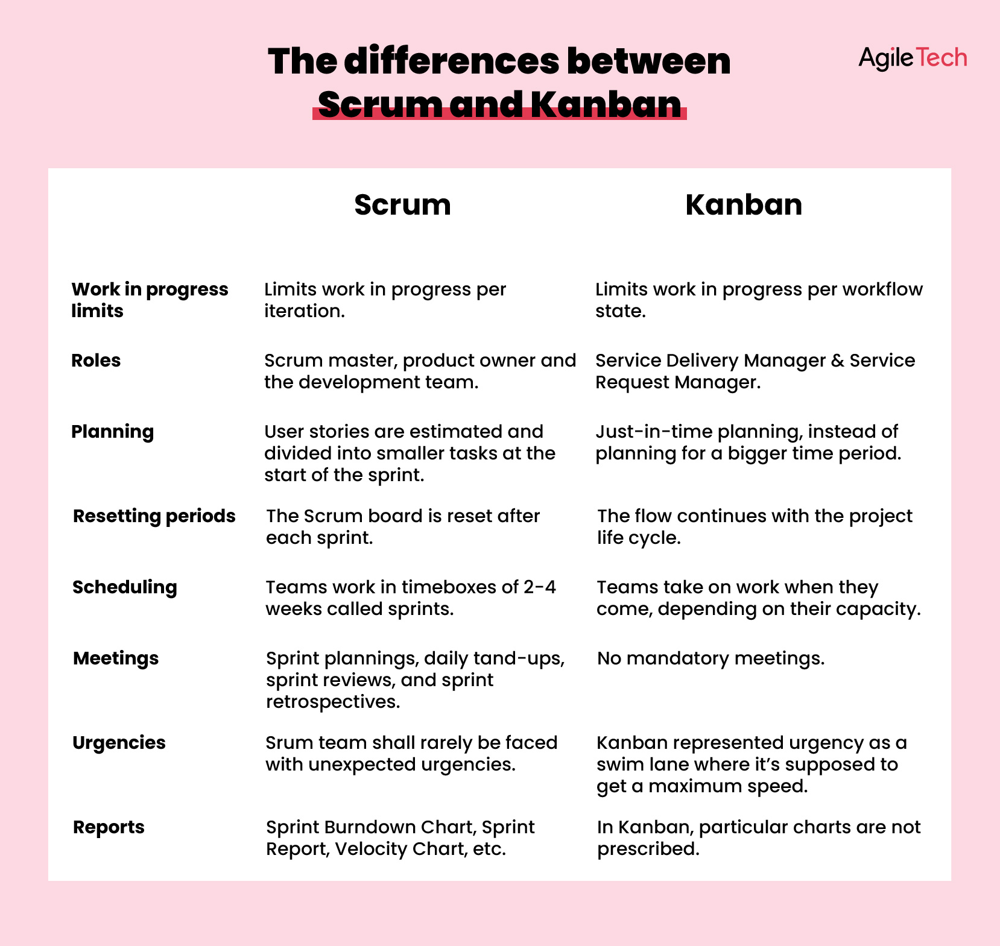 The differences between
Scrum and Kanban
AgileTech
Scrum
Kanban
Work in progress
limits
Limits work in progress per
iteration.
Limits work in progress per workflow
state.
Roles
Scrum master, product owner and
the development team.
Service Delivery Manager & Service
Request Manager.
Planning
User stories are estimated and
divided into smaller tasks at the
start of the sprint.
Just-in-time planning, instead of
planning for a bigger time period.
Resetting periods
The Scrum board is reset after
each sprint.
The flow continues with the project
life cycle.
Scheduling
Teams work in timeboxes of 2-4
weeks called sprints.
Teams take on work when they
come, depending on their capacity.
Meetings
Sprint plannings, daily tand-ups,
sprint reviews, and sprint
retrospectives.
No mandatory meetings.
Urgencies
Srum team shall rarely be faced
with unexpected urgencies.
Kanban represented urgency as a
swim lane where it's supposed to
get a maximum speed.
Reports
Sprint Burndown Chart, Sprint
Report, Velocity Chart, etc.
In Kanban, particular charts are not
prescribed.